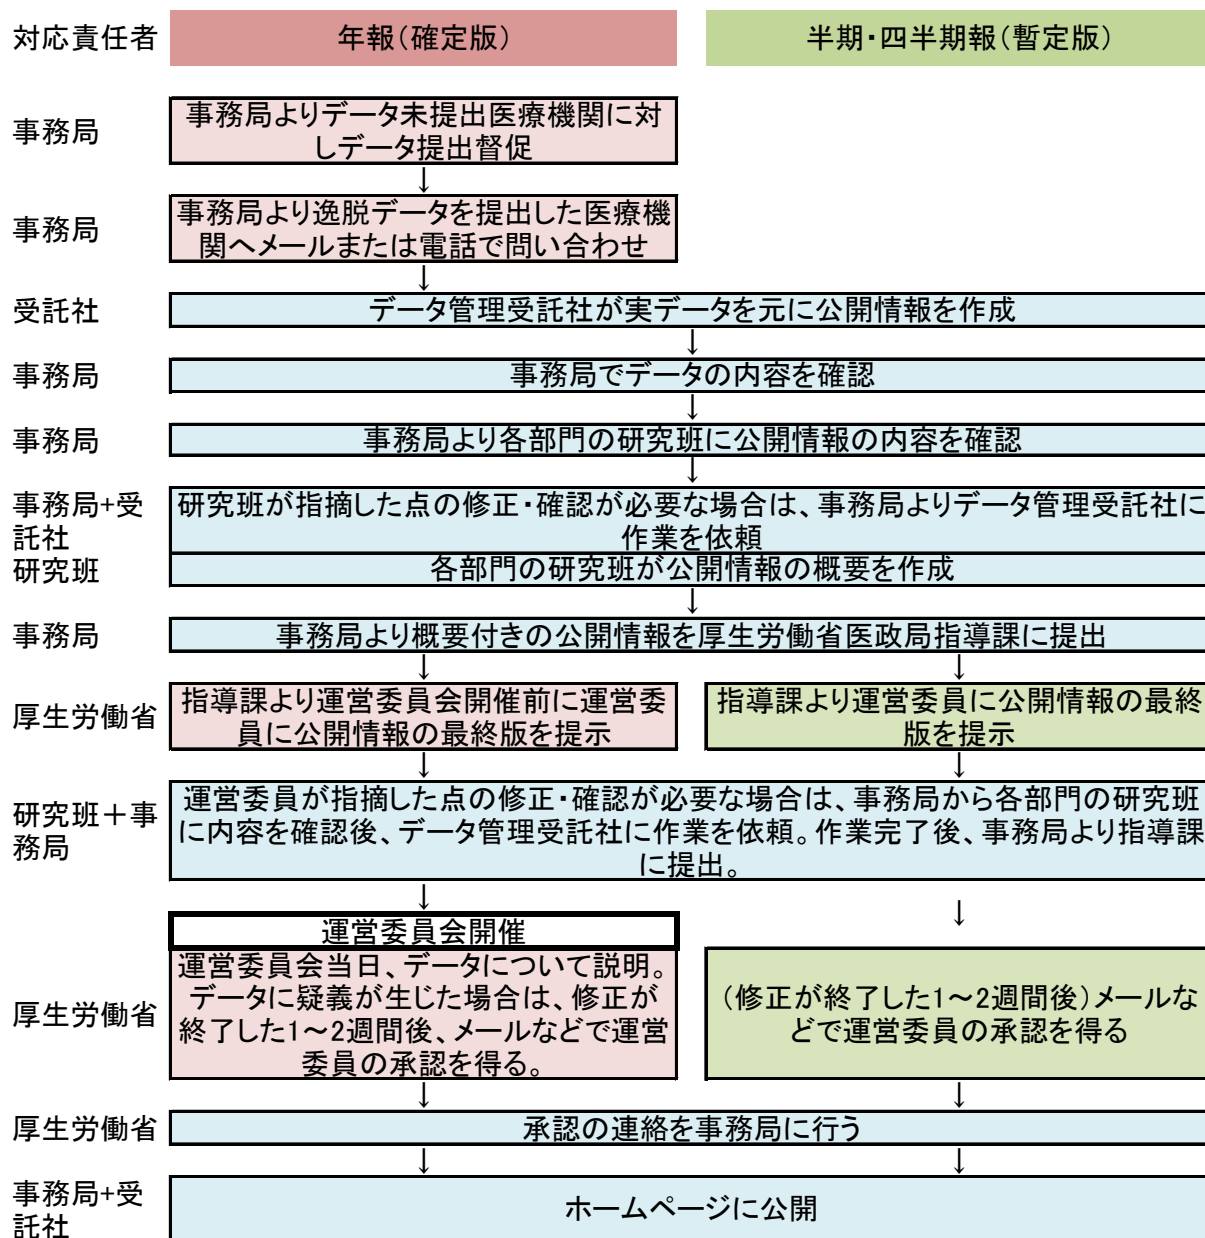 対応責任者
年報(確定版)
半期・四半期報(暫定版)
事務局
事務局よりデータ未提出医療機関に対
しデータ提出督促
↓
事務局
事務局より逸脱データを提出した医療機
関へメールまたは電話で問い合わせ
↓
受託社
データ管理受託社が実データを元に公開情報を作成
↓
事務局
事務局でデータの内容を確認
↓
事務局
事務局より各部門の研究班に公開情報の内容を確認
↓
事務局+受
託社
研究班が指摘した点の修正・確認が必要な場合は、事務局よりデータ管理受託社に
作業を依頼
研究班
各部門の研究班が公開情報の概要を作成
↓
事務局
事務局より概要付きの公開情報を厚生労働省医政局指導課に提出
↓
↓
厚生労働省
指導課より運営委員会開催前に運営委
員に公開情報の最終版を提示
指導課より運営委員に公開情報の最終
版を提示
↓
↓
研究班+事
務局
運営委員が指摘した点の修正・確認が必要な場合は、事務局から各部門の研究班
に内容を確認後、データ管理受託社に作業を依頼。作業完了後、事務局より指導課
に提出。
↓
↓
運営委員会開催
厚生労働省
運営委員会当日、データについて説明。
データに疑義が生じた場合は、修正が
終了した1~2週間後、メールなどで運営
委員の承認を得る。
(修正が終了した1~2週間後)メールな
どで運営委員の承認を得る
↓
↓
厚生労働省
承認の連絡を事務局に行う
↓
↓
事務局+受
託社
ホームページに公開